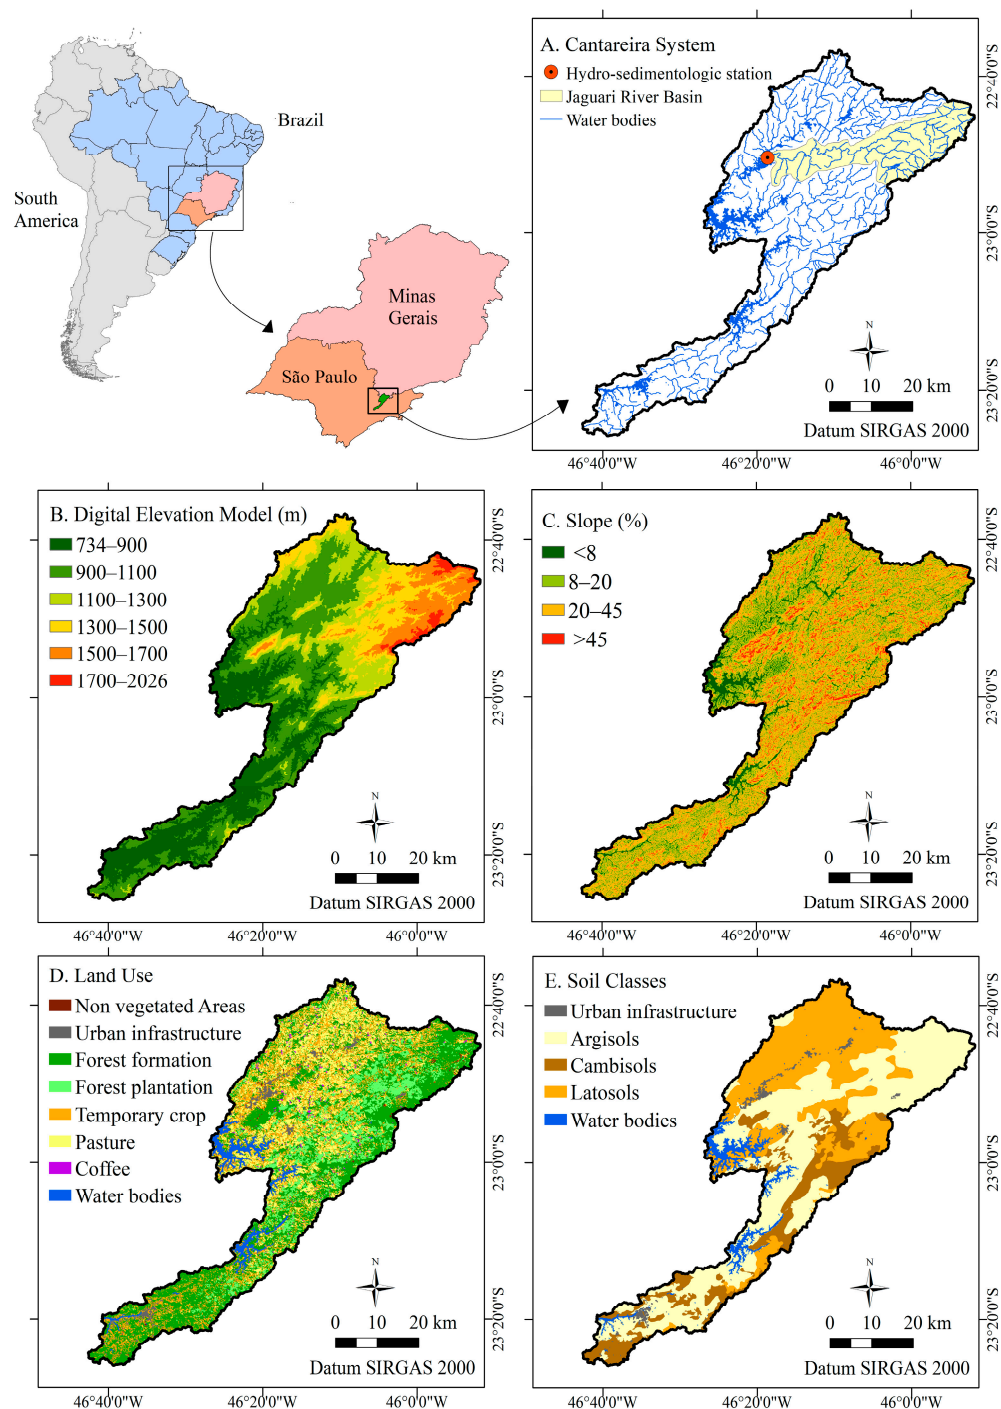 Brazil
South
America
Minas
Gerais
São Paulo
A. Cantareira System
Hydro-sedimentologic station
Jaguari River Basin
Water bodies
N
0 10 20 km
Datum SIRGAS 2000
22°40'0"S
23°0'0"S
23°20'0"S
46°40'0"W 46°20'0"W 46°0'0"W
B. Digital Elevation Model (m)
734–900
900–1100
1100–1300
1300–1500
1500–1700
1700–2026
N
0 10 20 km
Datum SIRGAS 2000
22°40'0"S
23°0'0"S
23°20'0"S
46°40'0"W 46°20'0"W 46°0'0"W
C. Slope (%)
<8
8–20
20–45
>45
N
0 10 20 km
Datum SIRGAS 2000
22°40'0"S
23°0'0"S
23°20'0"S
46°40'0"W 46°20'0"W 46°0'0"W
D. Land Use
Non vegetated Areas
Urban infrastructure
Forest formation
Forest plantation
Temporary crop
Pasture
Coffee
Water bodies
N
0 10 20 km
Datum SIRGAS 2000
22°40'0"S
23°0'0"S
23°20'0"S
46°40'0"W 46°20'0"W 46°0'0"W
E. Soil Classes
Urban infrastructure
Argisols
Cambisols
Latosols
Water bodies
N
0 10 20 km
Datum SIRGAS 2000
22°40'0"S
23°0'0"S
23°20'0"S
46°40'0"W 46°20'0"W 46°0'0"W